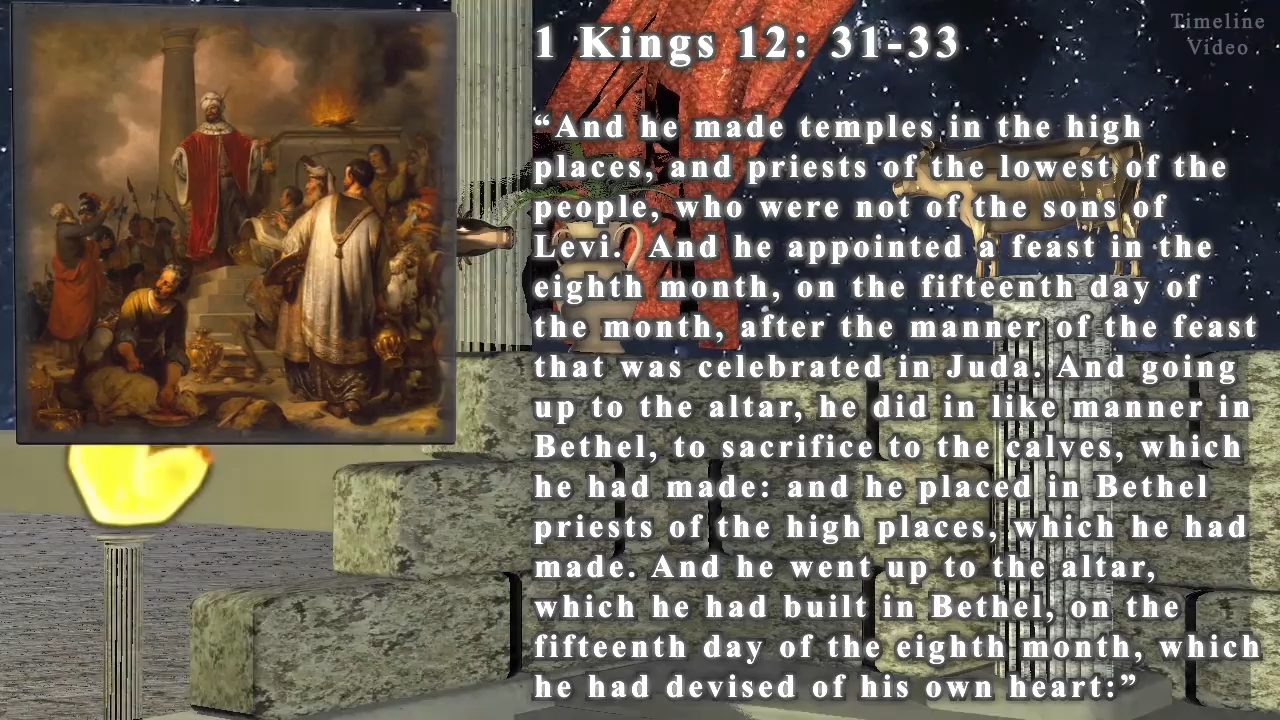 1 Kings 12: 31-33
Timeline
Video
“And he made temples in the high
places, and priests of the lowest of the
people, who were not of the sons of
Levi. And he appointed a feast in the
eighth month, on the fifteenth day of
the month, after the manner of the feast
that was celebrated in Juda. And going
up to the altar, he did in like manner in
Bethel, to sacrifice to the calves, which
he had made: and he placed in Bethel
priests of the high places, which he had
made. And he went up to the altar,
which he had built in Bethel, on the
fifteenth day of the eighth month, which
he had devised of his own heart:”